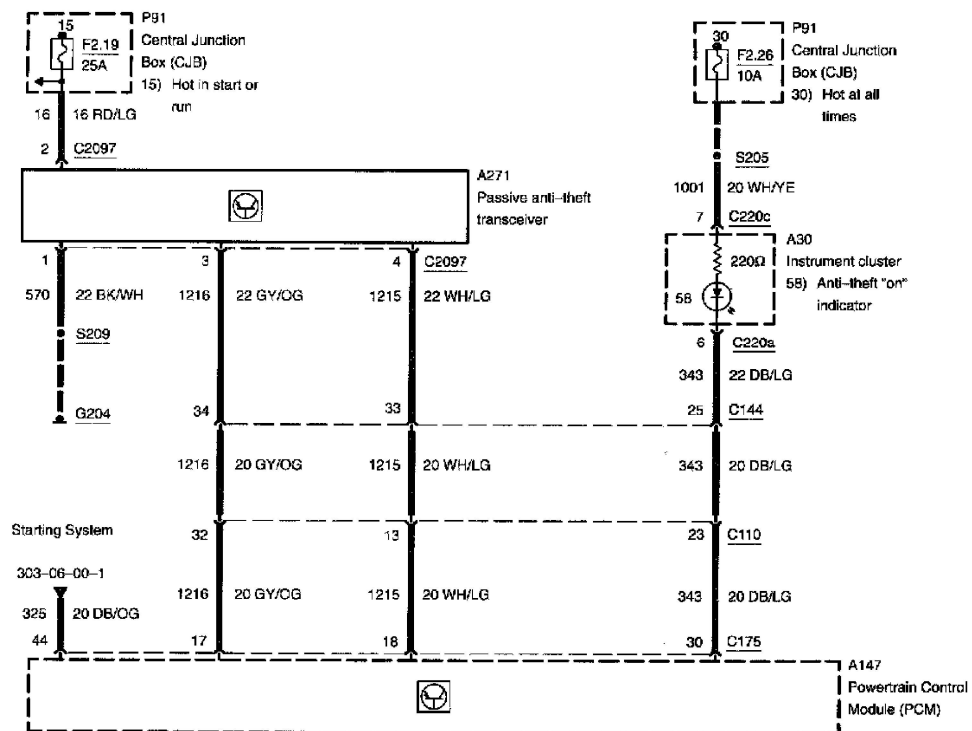 15
F2.19
25A
P91
Central Junction
Box (CJB)
15) Hot in start or
run
16 16 RD/LG
2 C2097
30
F2.26
10A
P91
Central Junction
Box (CJB)
30) Hot at all
times
S205
1001 20 WH/YE
7 C220c
A271
Passive anti-theft
transceiver
220Ω
58
A30
Instrument cluster
58) Anti-theft "on"
indicator
1 3 4 C2097
570 22 BK/WH 1216 22 GY/OG 1215 22 WH/LG
S209
G204
6 C220a
343 22 DB/LG
34 33 25 C144
1216 20 GY/OG 1215 20 WH/LG 343 20 DB/LG
Starting System
32 13 23 C110
303-06-00-1
325 20 DB/OG 1216 20 GY/OG 1215 20 WH/LG 343 20 DB/LG
44 17 18 30 C175
A147
Powertrain Control
Module (PCM)